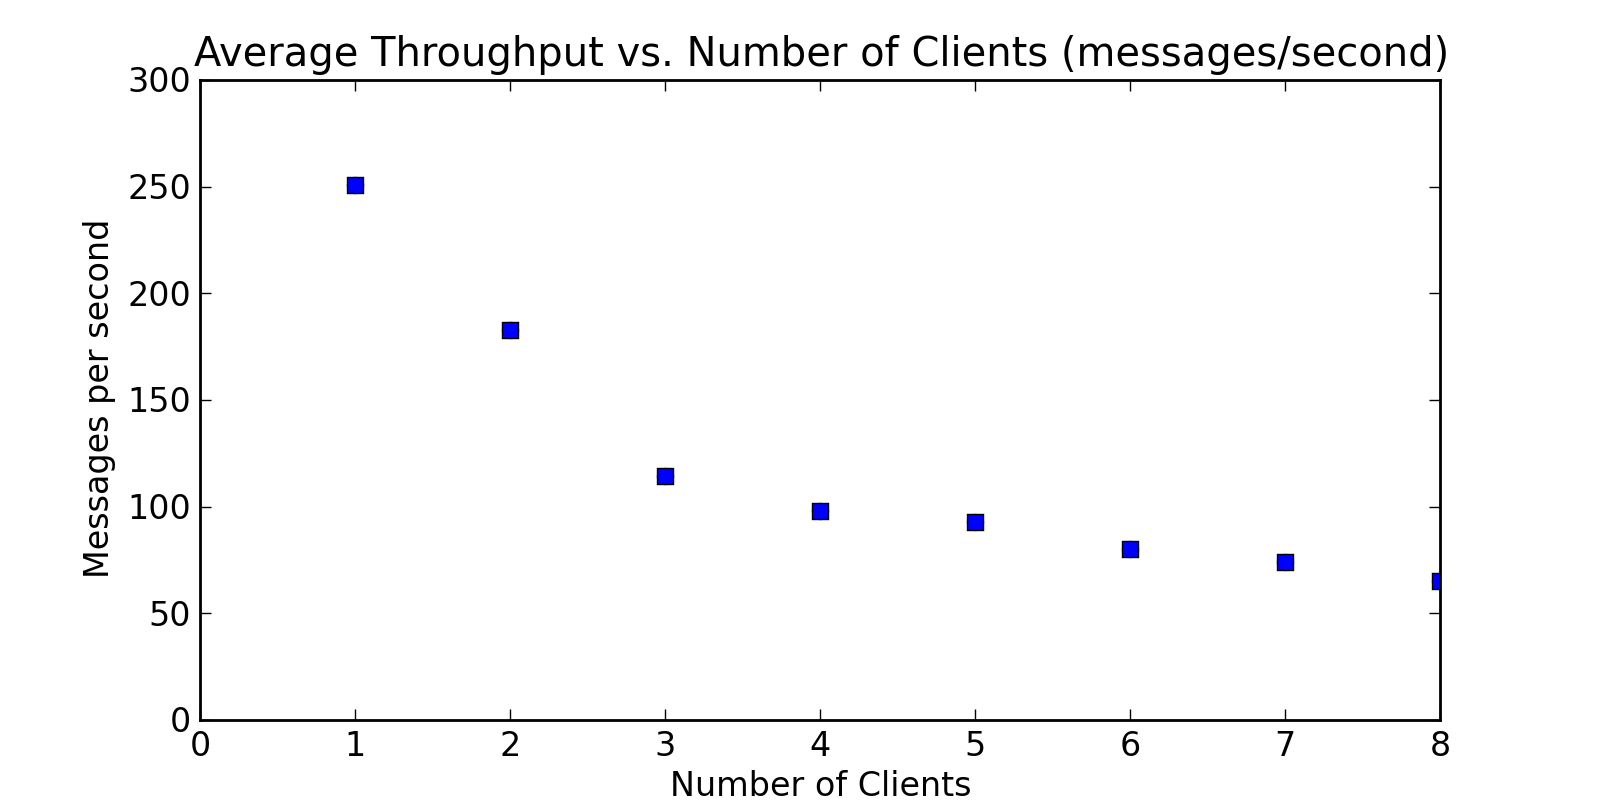 Average Throughput vs. Number of Clients (messages/second)
300
250
200
150
100
50
0
Messages per second
0 1 2 3 4 5 6 7 8
Number of Clients